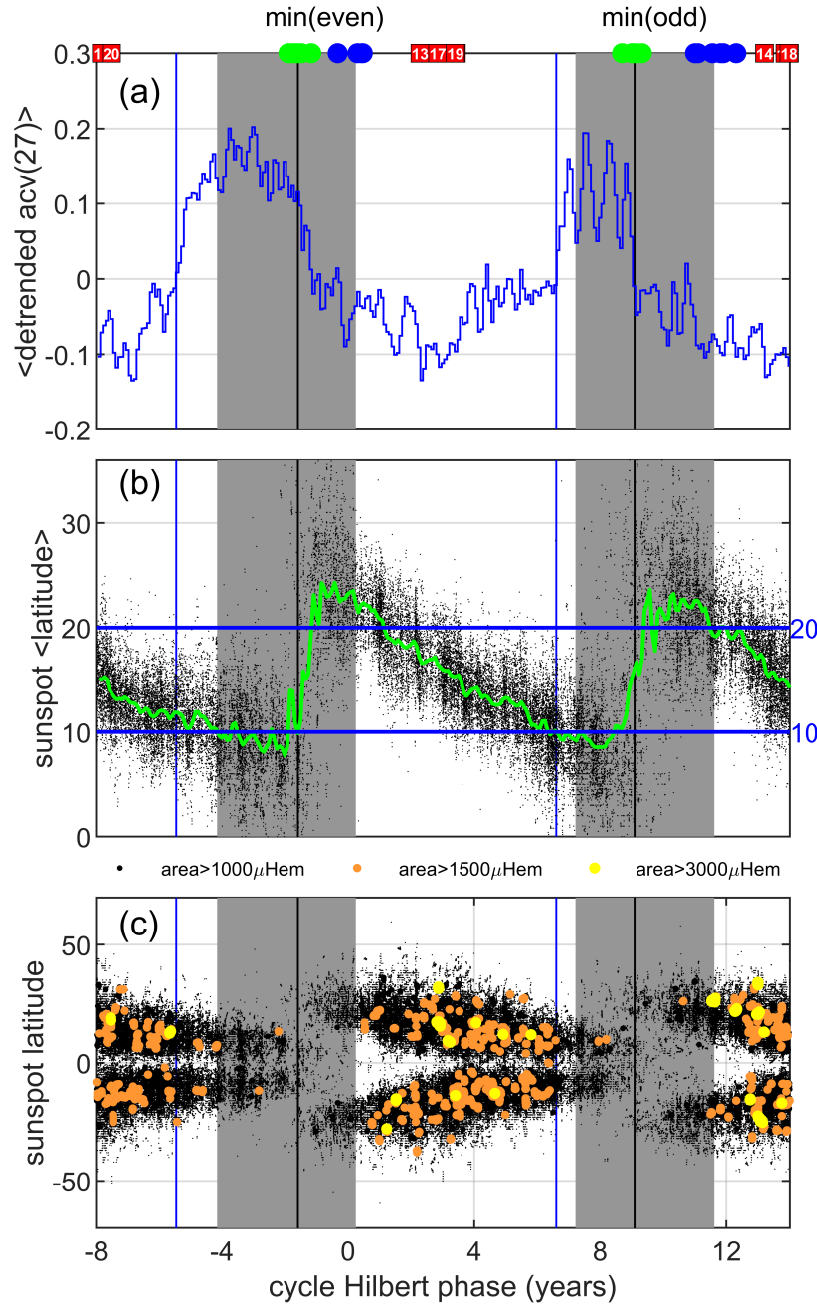 min(even) min(odd)
12 20 13 17 19 14 18
(a)
0.3
0.2
0.1
0
-0.1
-0.2
<detrended acv(27)>
(b)
30
20
10
0
20
10
sunspot <latitude>
area>1000μHem area>1500μHem area>3000μHem
(c)
50
0
-50
sunspot latitude
-8 -4 0 4 8 12
cycle Hilbert phase (years)